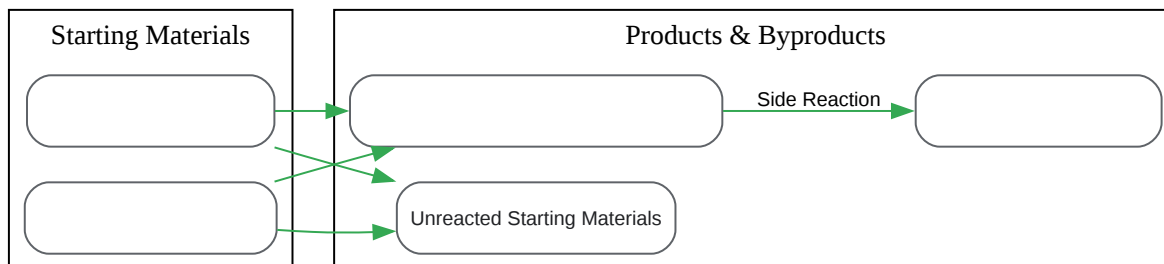 Starting Materials
Products & Byproducts
Side Reaction
Unreacted Starting Materials